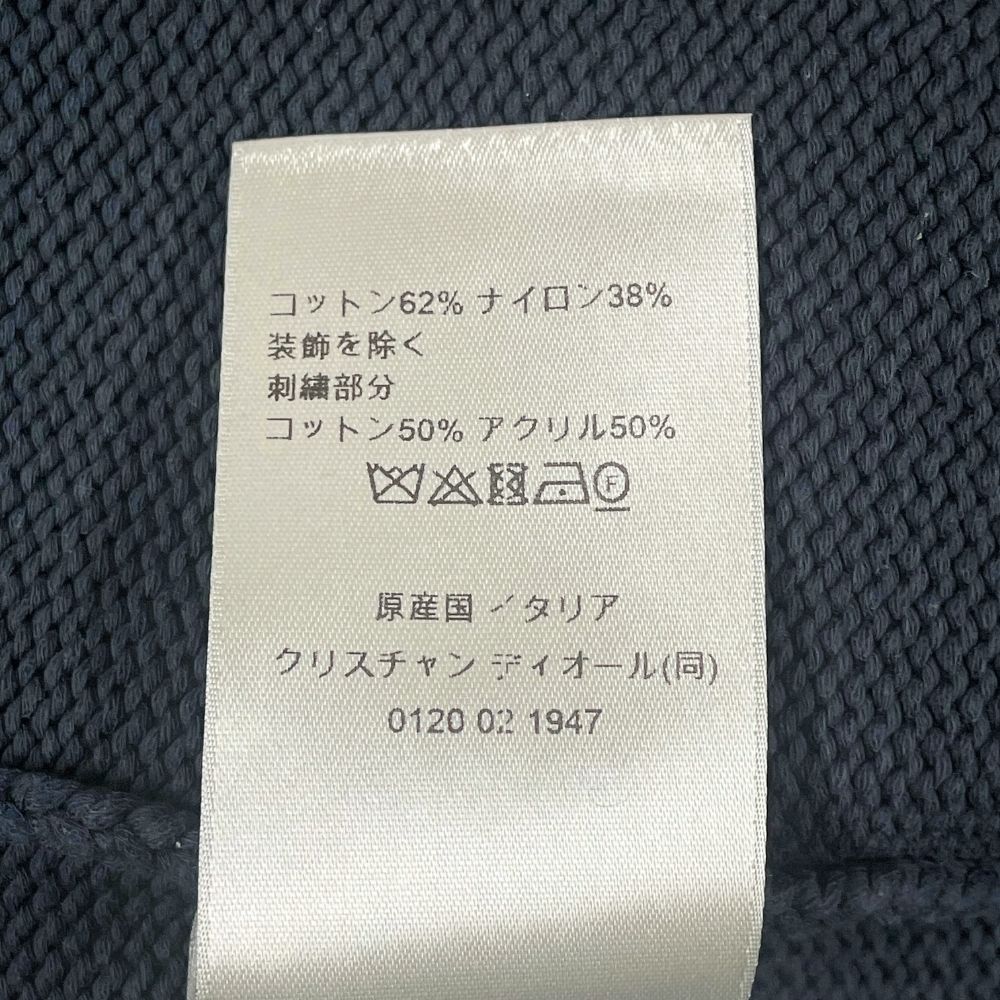 コットン62% ナイロン38%
装飾を除く
刺繍部分
コットン50% アクリル50%
F
原産国 イタリア
クリスチャン ディオール(同)
0120 02 1947